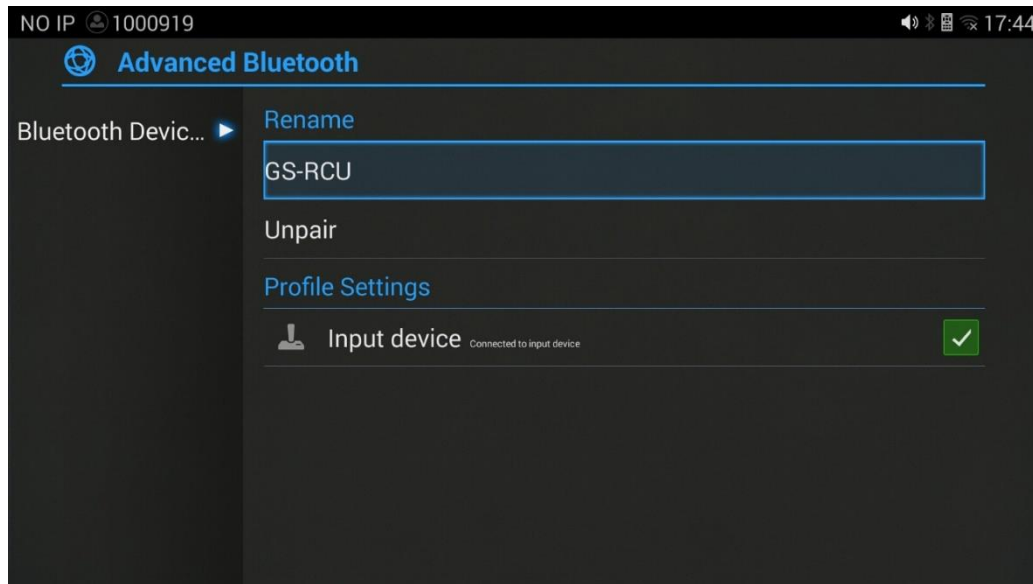 NO IP 1000919 17:44
Advanced Bluetooth
Bluetooth Devic...
Rename
GS-RCU
Unpair
Profile Settings
Input device Connected to input device